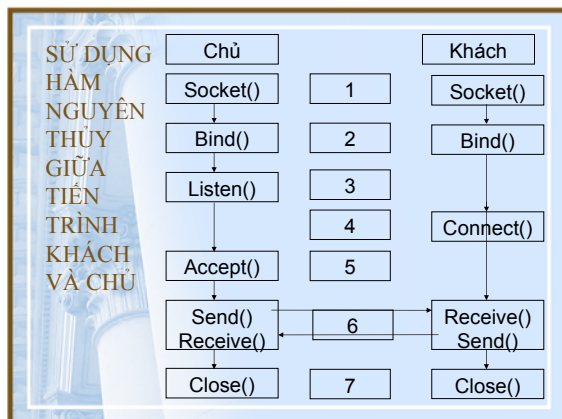 SỬ DỤNG
HÀM
NGUYÊN
THỦY
GIỮA
TIẾN
TRÌNH
KHÁCH
VÀ CHỦ
Chủ
Khách
Socket()
1
Socket()
Bind()
2
Bind()
Listen()
3
4
Connect()
Accept()
5
Send()
Receive()
6
Receive()
Send()
Close()
7
Close()